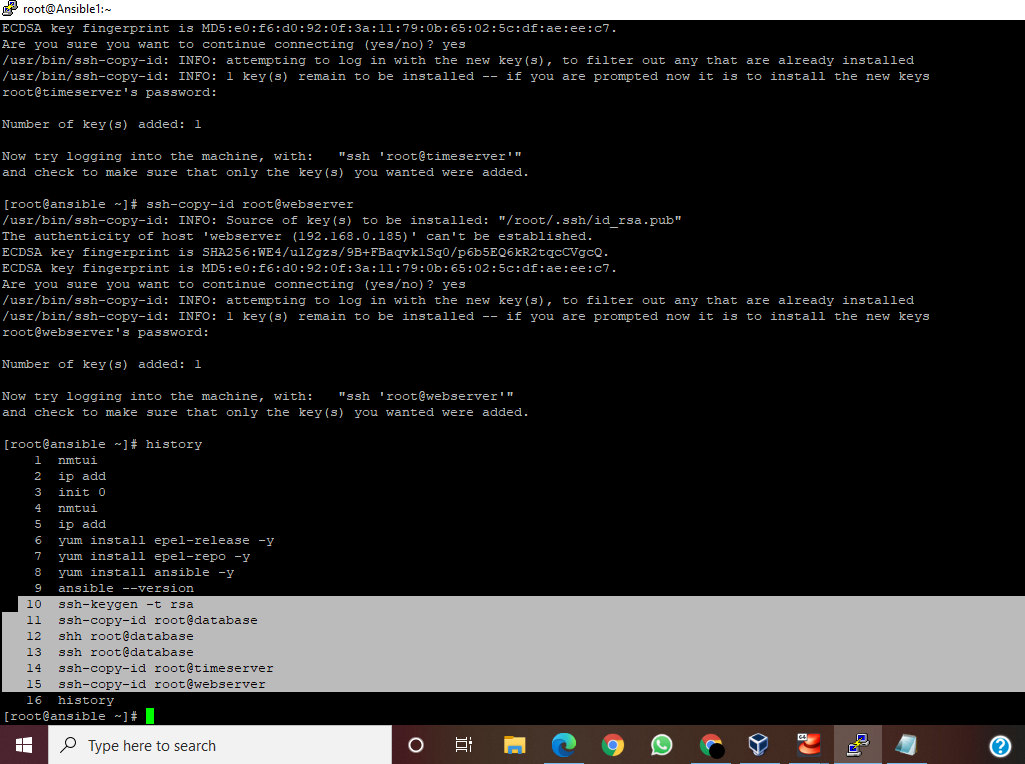 root@Ansible1:~
ECDSA key fingerprint is MD5:e0:f6:d0:92:0f:3a:11:79:0b:65:02:5c:df:ae:ee:c7.
Are you sure you want to continue connecting (yes/no)? yes
/usr/bin/ssh-copy-id: INFO: attempting to log in with the new key(s), to filter out any that are already installed
/usr/bin/ssh-copy-id: INFO: 1 key(s) remain to be installed -- if you are prompted now it is to install the new keys
root@timeserver's password:
Number of key(s) added: 1
Now try logging into the machine, with:   "ssh 'root@timeserver'"
and check to make sure that only the key(s) you wanted were added.
[root@ansible ~]# ssh-copy-id root@webserver
/usr/bin/ssh-copy-id: INFO: Source of key(s) to be installed: "/root/.ssh/id_rsa.pub"
The authenticity of host 'webserver (192.168.0.185)' can't be established.
ECDSA key fingerprint is SHA256:WE4/ulZgzs/9B+FBaqvklSq0/p6b5EQ6kR2tqcCVgcQ.
ECDSA key fingerprint is MD5:e0:f6:d0:92:0f:3a:11:79:0b:65:02:5c:df:ae:ee:c7.
Are you sure you want to continue connecting (yes/no)? yes
/usr/bin/ssh-copy-id: INFO: attempting to log in with the new key(s), to filter out any that are already installed
/usr/bin/ssh-copy-id: INFO: 1 key(s) remain to be installed -- if you are prompted now it is to install the new keys
root@webserver's password:
Number of key(s) added: 1
Now try logging into the machine, with:   "ssh 'root@webserver'"
and check to make sure that only the key(s) you wanted were added.
[root@ansible ~]# history
1  nmtui
2  ip add
3  init 0
4  nmtui
5  ip add
6  yum install epel-release -y
7  yum install epel-repo -y
8  yum install ansible -y
9  ansible --version
10  ssh-keygen -t rsa
11  ssh-copy-id root@database
12  shh root@database
13  ssh root@database
14  ssh-copy-id root@timeserver
15  ssh-copy-id root@webserver
16  history
[root@ansible ~]#
Type here to search
64